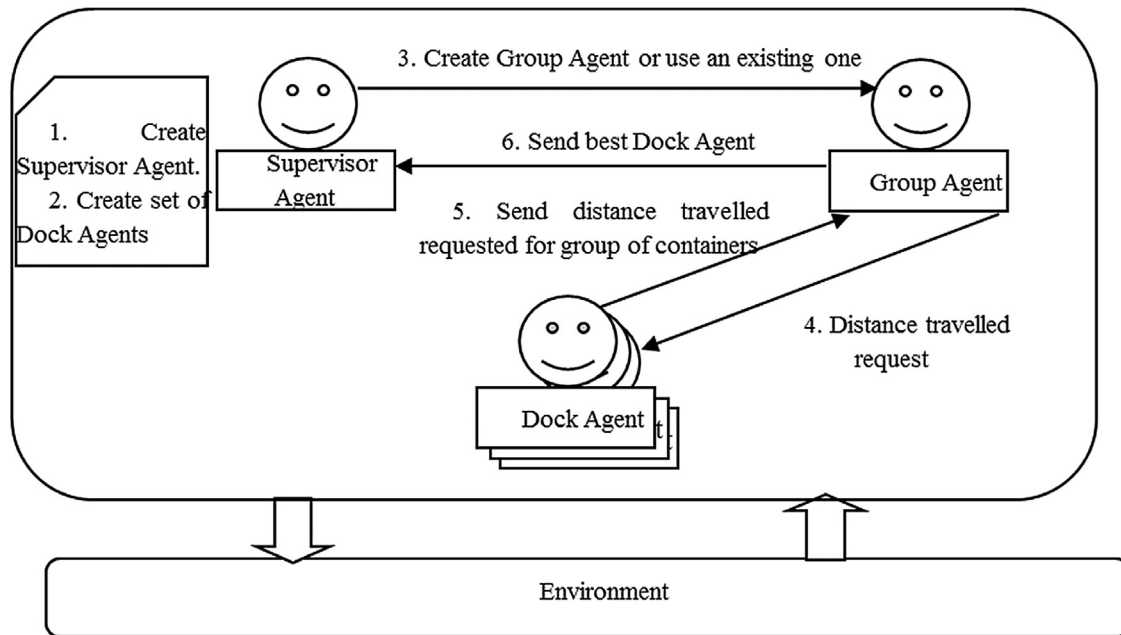 3. Create Group Agent or use an existing one
1. Create
Supervisor Agent.
2. Create set of
Dock Agents
Supervisor
Agent
6. Send best Dock Agent
Group Agent
5. Send distance travelled
requested for group of containers
4. Distance travelled
request
Dock Agent
t
t
Environment